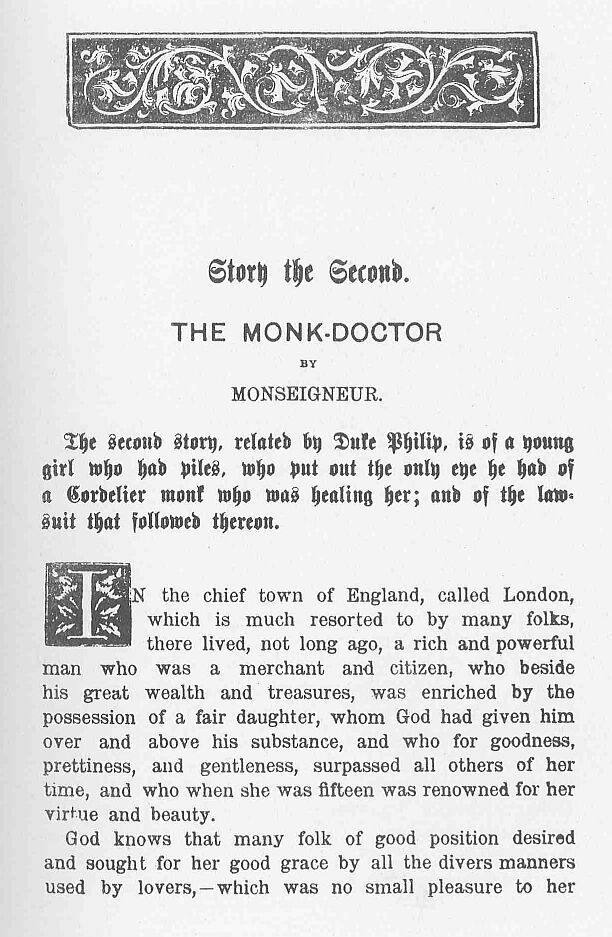 Story the Second.
THE MONK-DOCTOR
BY
MONSEIGNEUR.
The second story, related by Duke Philip, is of a young
girl who had piles, who put out the only eye he had of
a Cordelier monk who was healing her; and of the law-
suit that followed thereon.
IN the chief town of England, called London,
which is much resorted to by many folks,
there lived, not long ago, a rich and powerful
man who was a merchant and citizen, who beside
his great wealth and treasures, was enriched by the
possession of a fair daughter, whom God had given him
over and above his substance, and who for goodness,
prettiness, and gentleness, surpassed all others of her
time, and who when she was fifteen was renowned for her
virtue and beauty.
God knows that many folk of good position desired
and sought for her good grace by all the divers manners
used by lovers,—which was no small pleasure to her